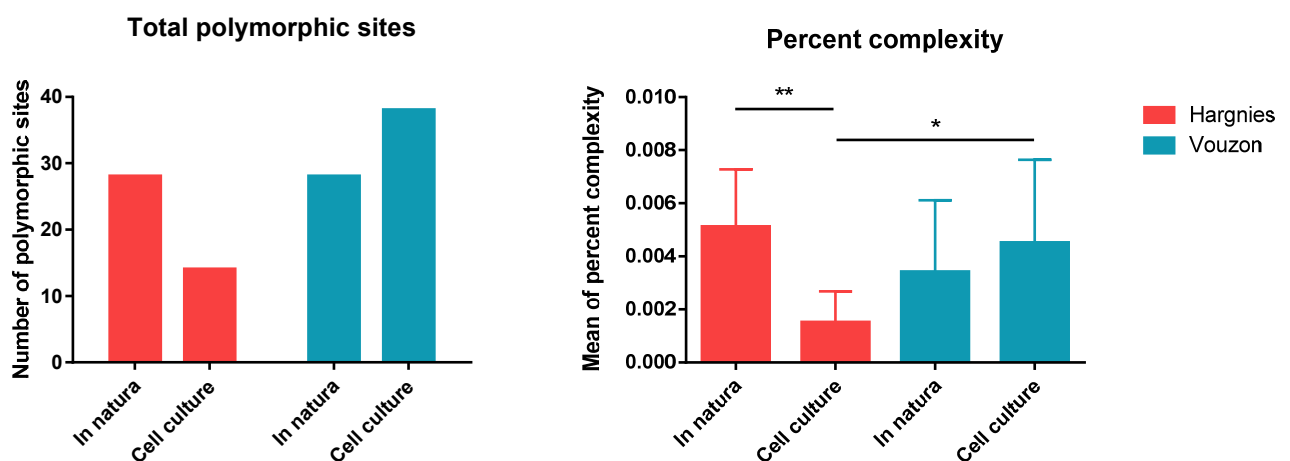 Total polymorphic sites
Number of polymorphic sites
40
30
20
10
0
In natura
Cell culture
In natura
Cell culture
Percent complexity
Mean of percent complexity
0.010
0.008
0.006
0.004
0.002
0.000
**
*
In natura
Cell culture
In natura
Cell culture
Hargnies
Vouzon